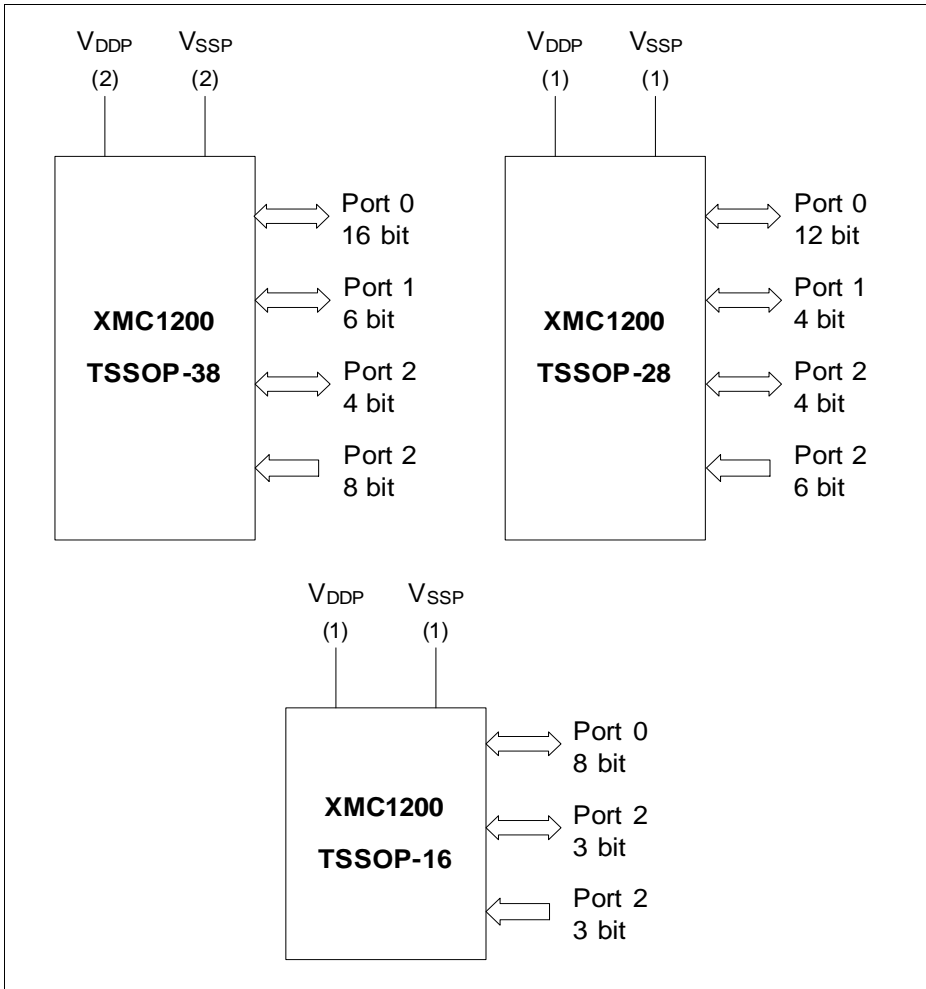 VDDP VSSP
(2) (2)
XMC1200
TSSOP-38
Port 0
16 bit
Port 1
6 bit
Port 2
4 bit
Port 2
8 bit
VDDP VSSP
(1) (1)
XMC1200
TSSOP-28
Port 0
12 bit
Port 1
4 bit
Port 2
4 bit
Port 2
6 bit
VDDP VSSP
(1) (1)
XMC1200
TSSOP-16
Port 0
8 bit
Port 2
3 bit
Port 2
3 bit